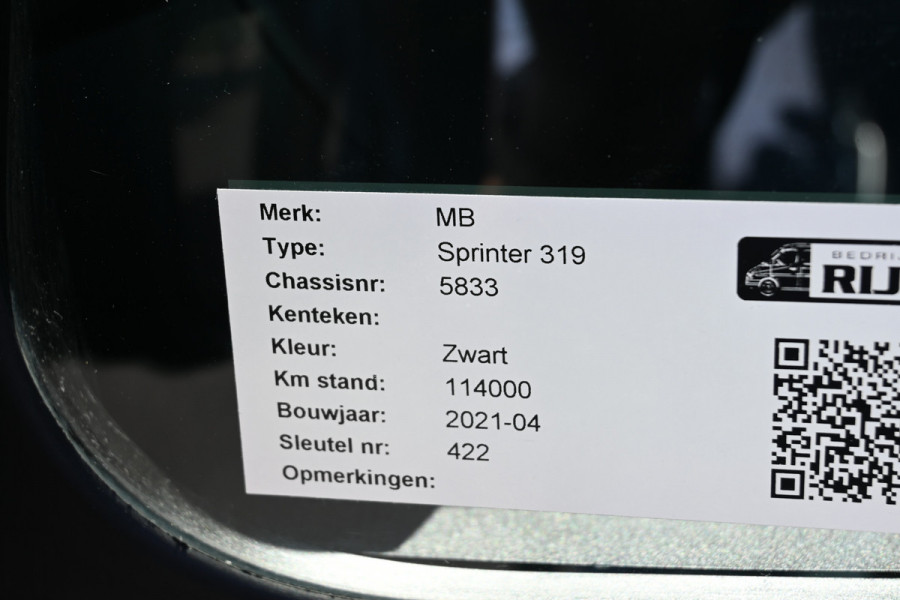 Merk: MB
Type: Sprinter 319
Chassisnr: 5833
Kenteken:
Kleur: Zwart
Km stand: 114000
Bouwjaar: 2021-04
Sleutel nr: 422
Opmerkingen: